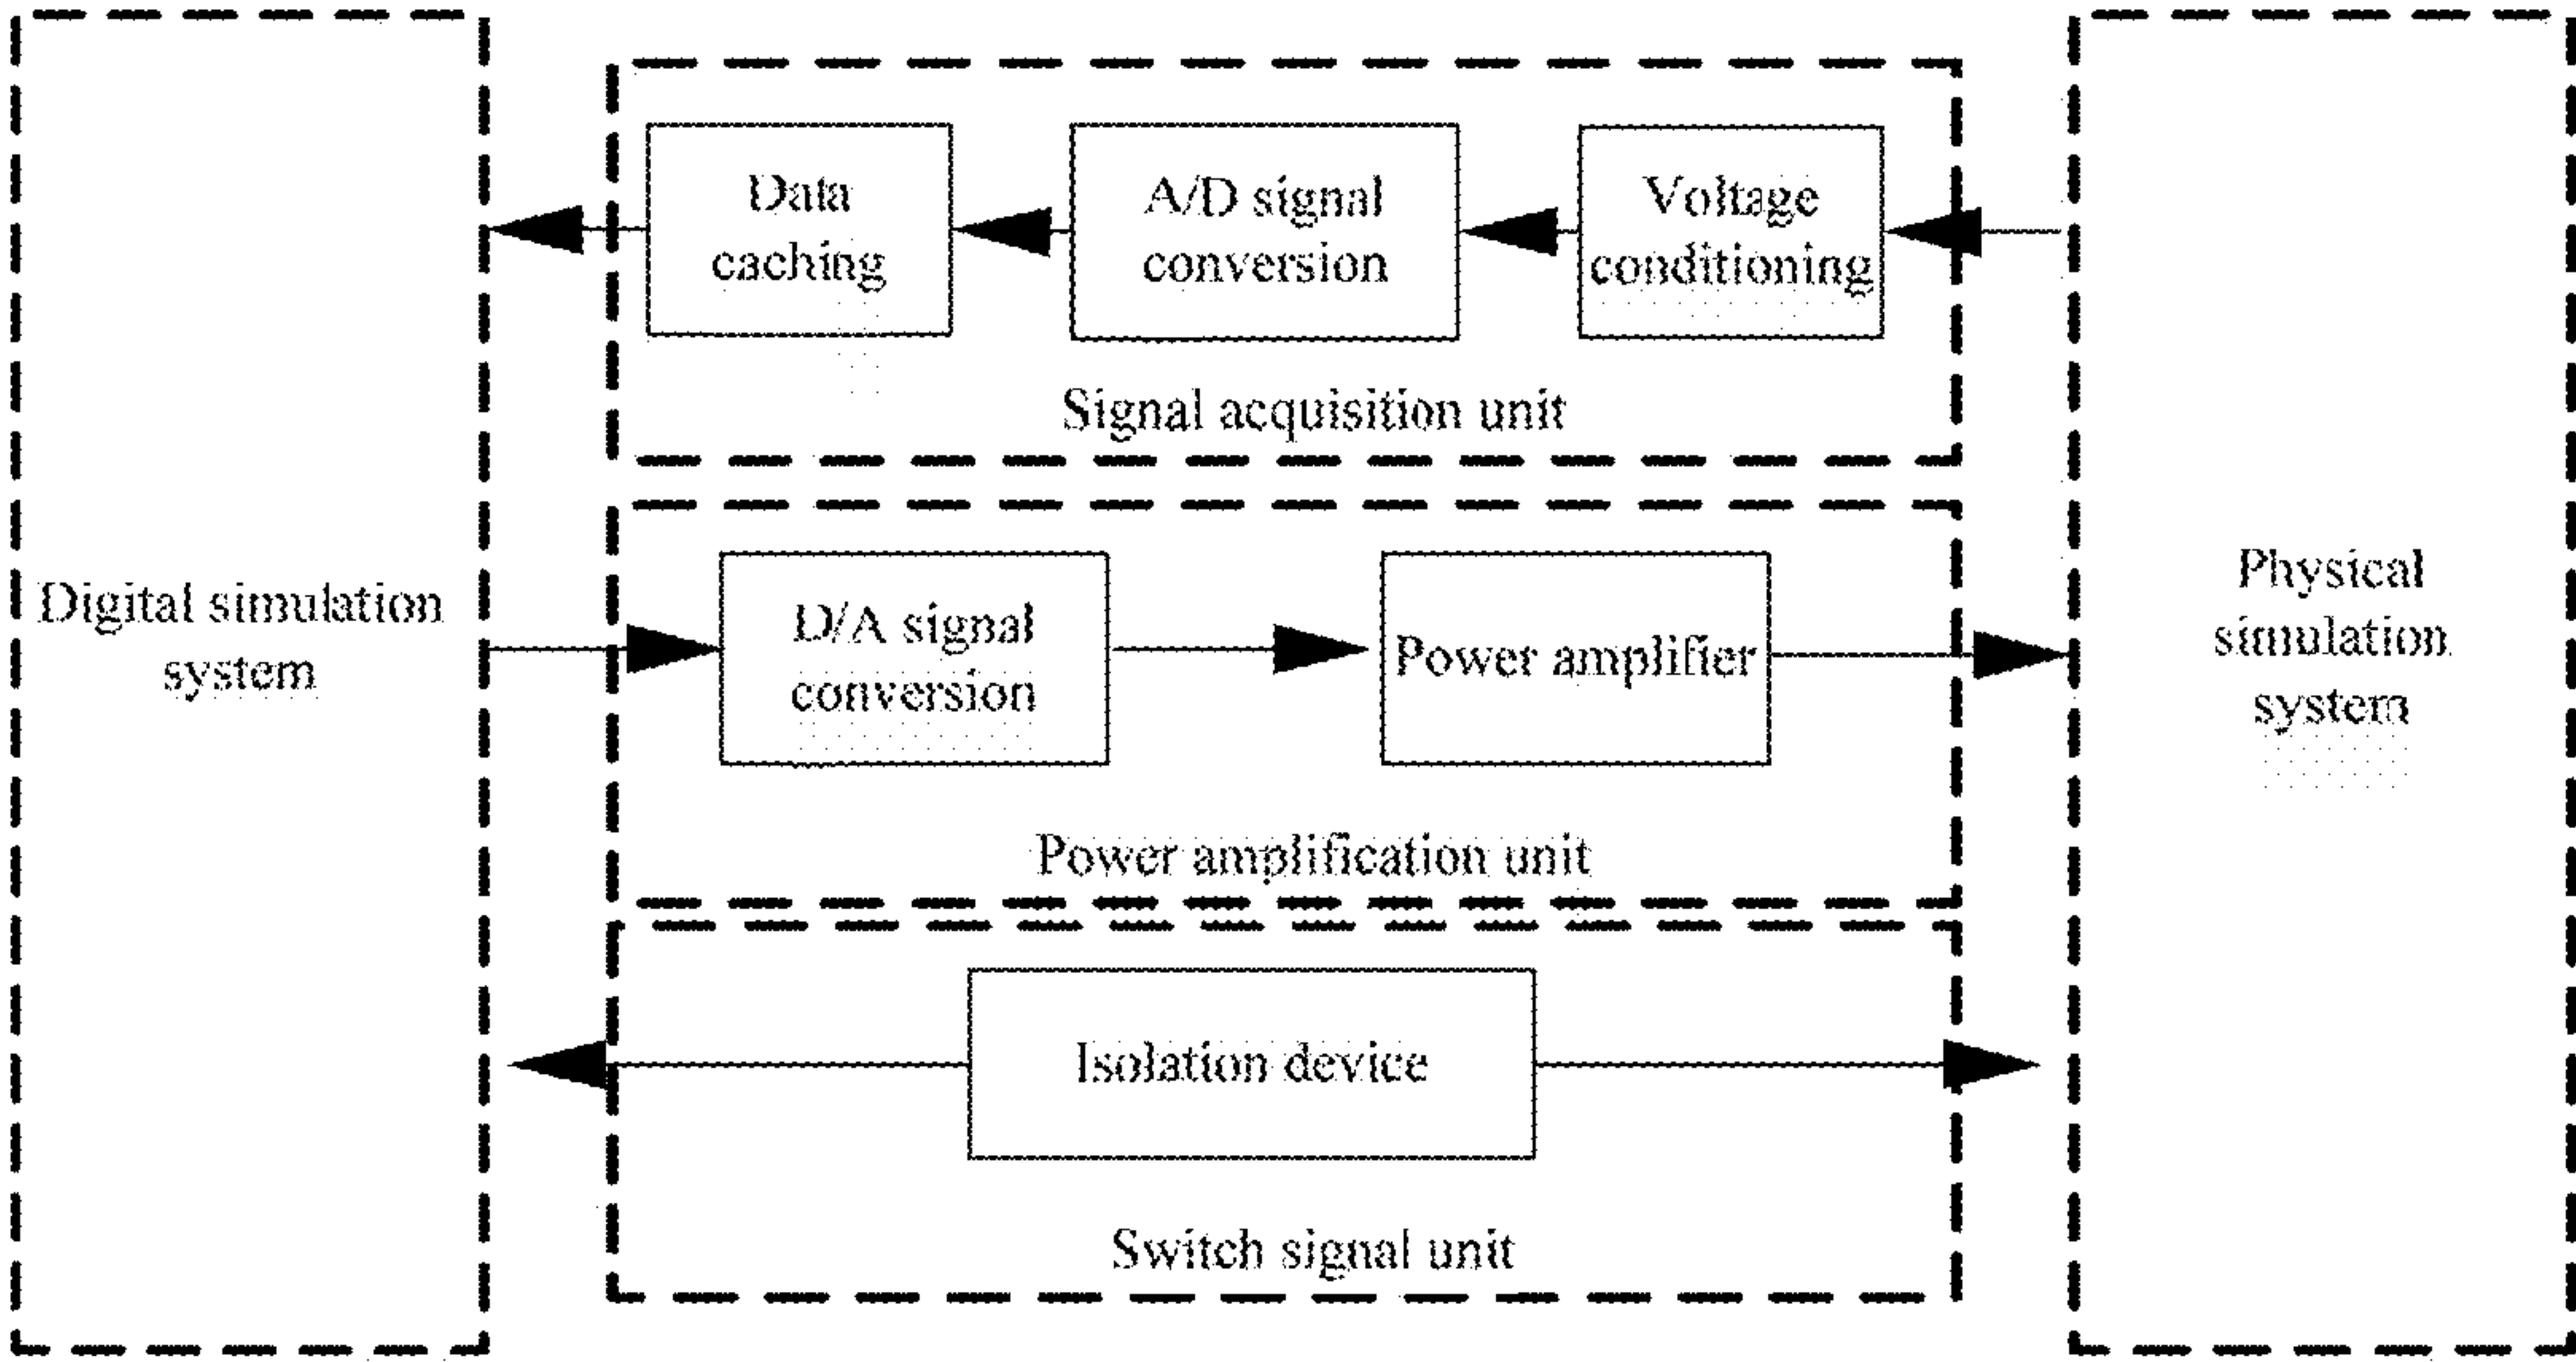 Digital simulation
system
Data
caching
A/D signal
conversion
Voltage
conditioning
Signal acquisition unit
D/A signal
conversion
Power amplifier
Power amplification unit
Isolation device
Switch signal unit
Physical
simulation
system